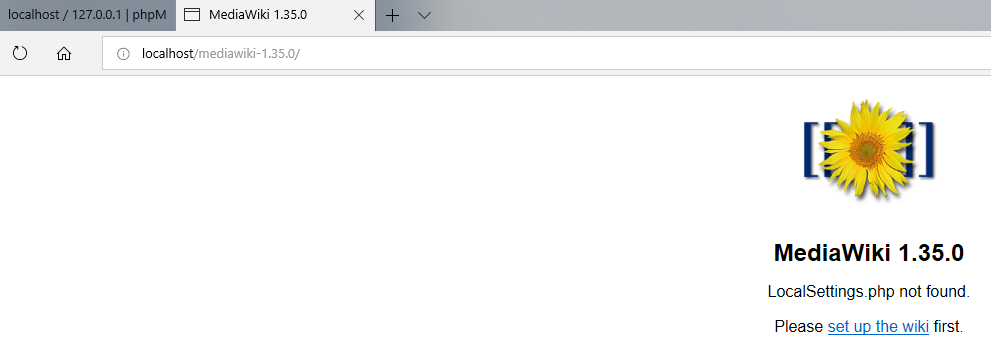 localhost / 127.0.0.1 | phpM
MediaWiki 1.35.0
localhost/mediawiki-1.35.0/
MediaWiki 1.35.0
LocalSettings.php not found.
Please set up the wiki first.